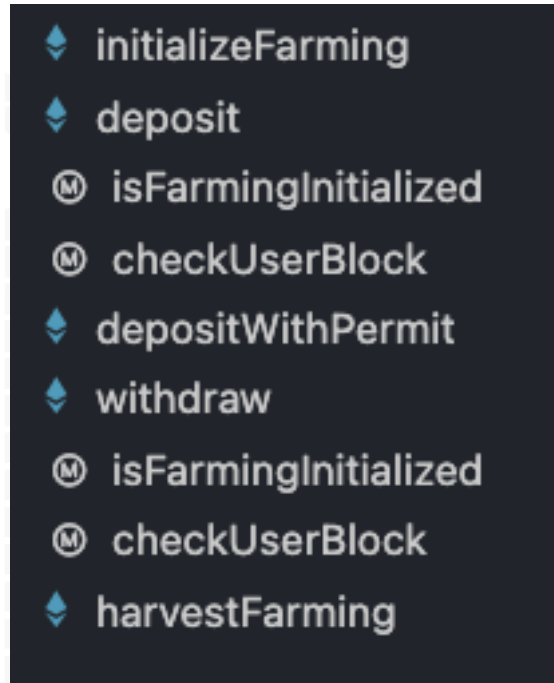 initializeFarming
deposit
isFarmingInitialized
checkUserBlock
depositWithPermit
withdraw
isFarmingInitialized
checkUserBlock
harvestFarming